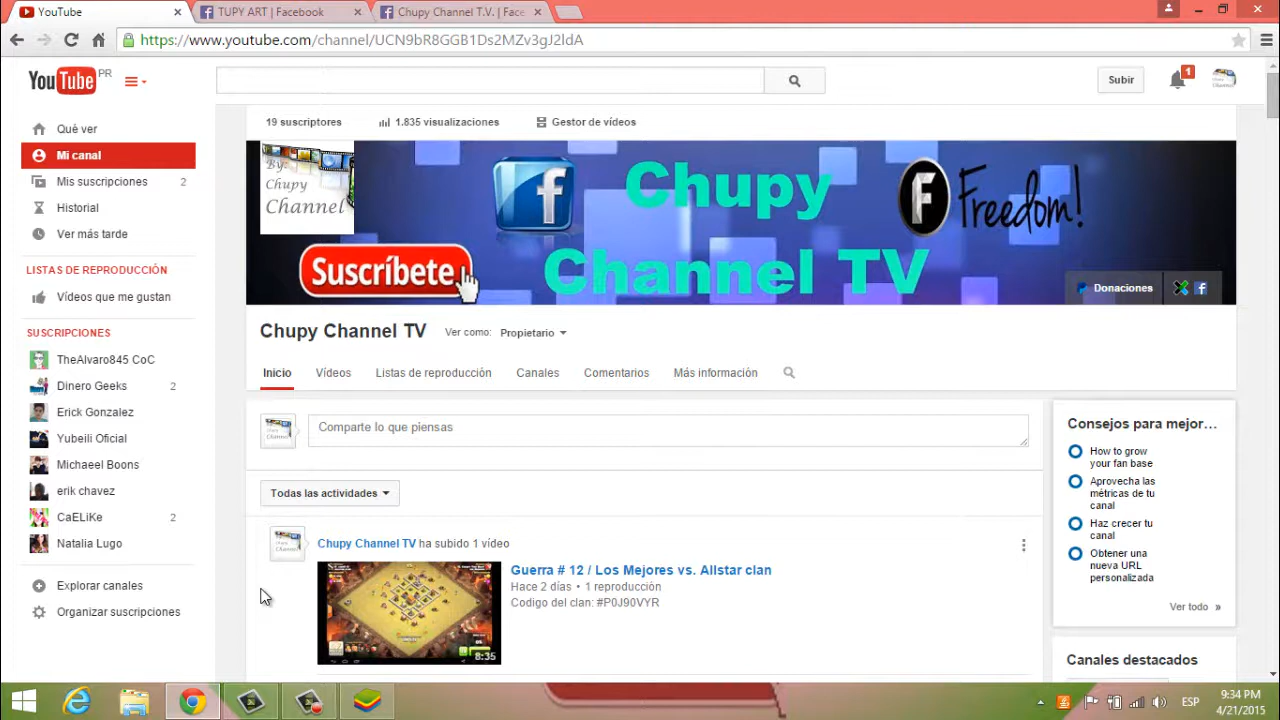 YouTube
TUPY ART | Facebook
Chupy Channel T.V. | Face
https://www.youtube.com/channel/UCN9bR8GGB1Ds2MZv3gJ2ldA
YouTube PR
Subir
1
Qué ver
Mi canal
Mis suscripciones 2
Historial
Ver más tarde
LISTAS DE REPRODUCCIÓN
Vídeos que me gustan
SUSCRIPCIONES
TheAlvaro845 CoC
Dinero Geeks 2
Erick Gonzalez
Yubeili Oficial
Michaeel Boons
erik chavez
CaELiKe 2
Natalia Lugo
Explorar canales
Organizar suscripciones
19 suscriptores
1.835 visualizaciones
Gestor de vídeos
By:
Chupy
Channel
Suscríbete
f
Chupy
Channel TV
F Freedom!
Donaciones
Chupy Channel TV
Ver como: Propietario
Inicio
Vídeos
Listas de reproducción
Canales
Comentarios
Más información
Comparte lo que piensas
Todas las actividades
Chupy Channel TV ha subido 1 vídeo
Guerra # 12 / Los Mejores vs. Allstar clan
Hace 2 días • 1 reproducción
Codigo del clan: #P0J90VYR
8:35
Consejos para mejor...
How to grow
your fan base
Aprovecha las
métricas de tu
canal
Haz crecer tu
canal
Obtener una
nueva URL
personalizada
Ver todo »
Canales destacados
ESP
9:34 PM
4/21/2015